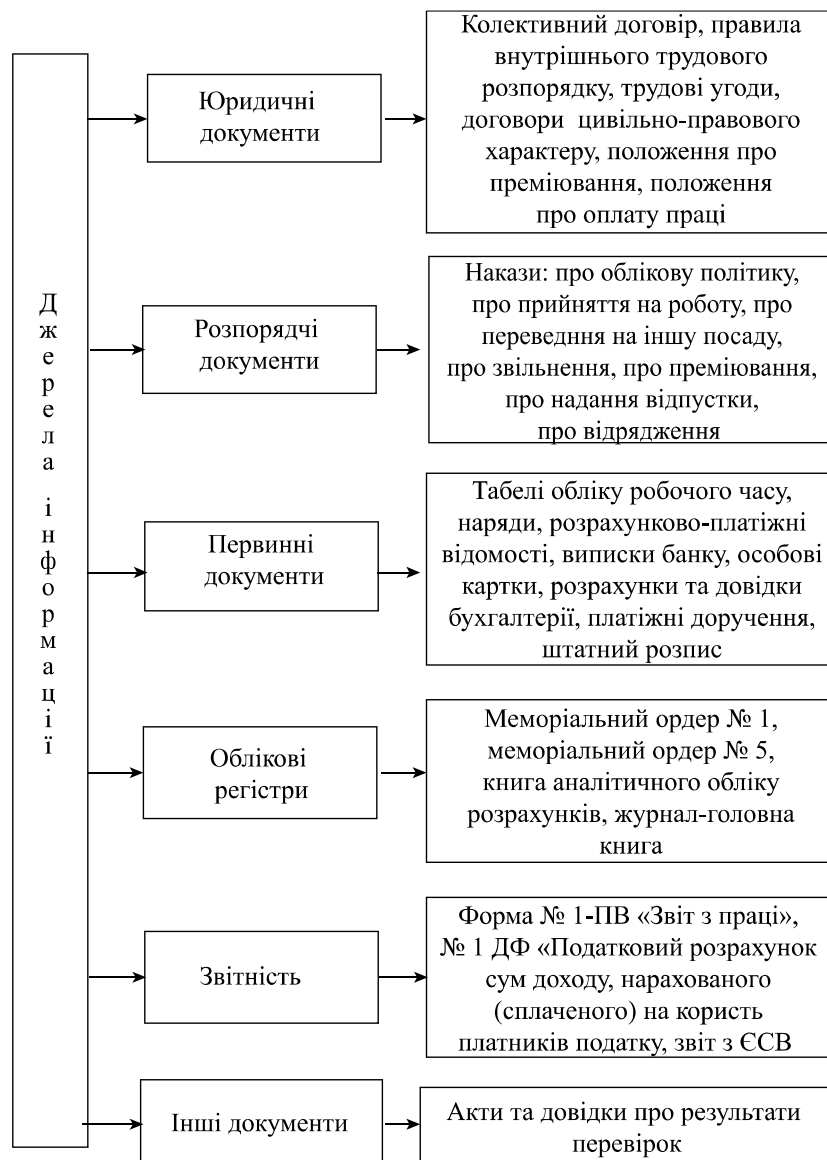 Джерела інформації
Юридичні
документи
Колективний договір, правила
внутрішнього трудового
розпорядку, трудові угоди,
договори цивільно-правового
характеру, положення про
преміювання, положення
про оплату праці
Розпорядчі
документи
Накази: про облікову політику,
про прийняття на роботу, про
переведння на іншу посаду,
про звільнення, про преміювання,
про надання відпустки,
про відрядження
Первинні
документи
Табелі обліку робочого часу,
наряди, розрахунково-платіжні
відомості, виписки банку, особові
картки, розрахунки та довідки
бухгалтерії, платіжні доручення,
штатний розпис
Облікові
регістри
Меморіальний ордер № 1,
меморіальний ордер № 5,
книга аналітичного обліку
розрахунків, журнал-головна
книга
Звітність
Форма № 1-ПВ «Звіт з праці»,
№ 1 ДФ «Податковий розрахунок
сум доходу, нарахованого
(сплаченого) на користь
платників податку, звіт з ЄСВ
Інші документи
Акти та довідки про результати
перевірок